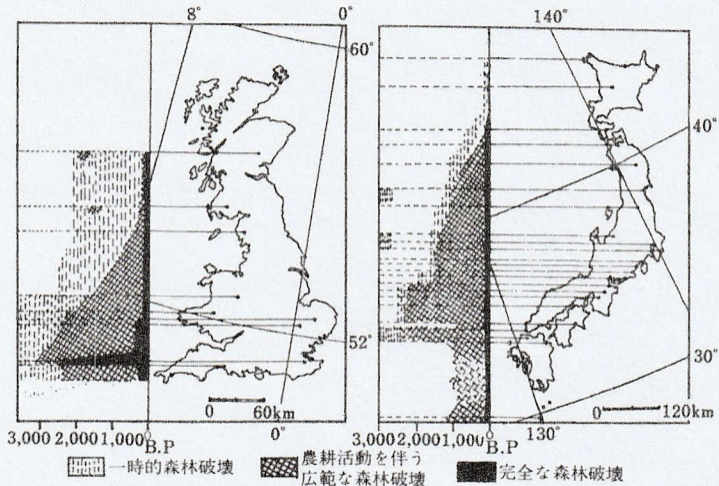 8°
0°
60°
52°
0 60km
0°
3,000 2,000 1,000 0
B.P
140°
40°
30°
0 120km
130°
3,000 2,000 1,000 0
B.P
一時的森林破壊
農耕活動を伴う
広範な森林破壊
完全な森林破壊